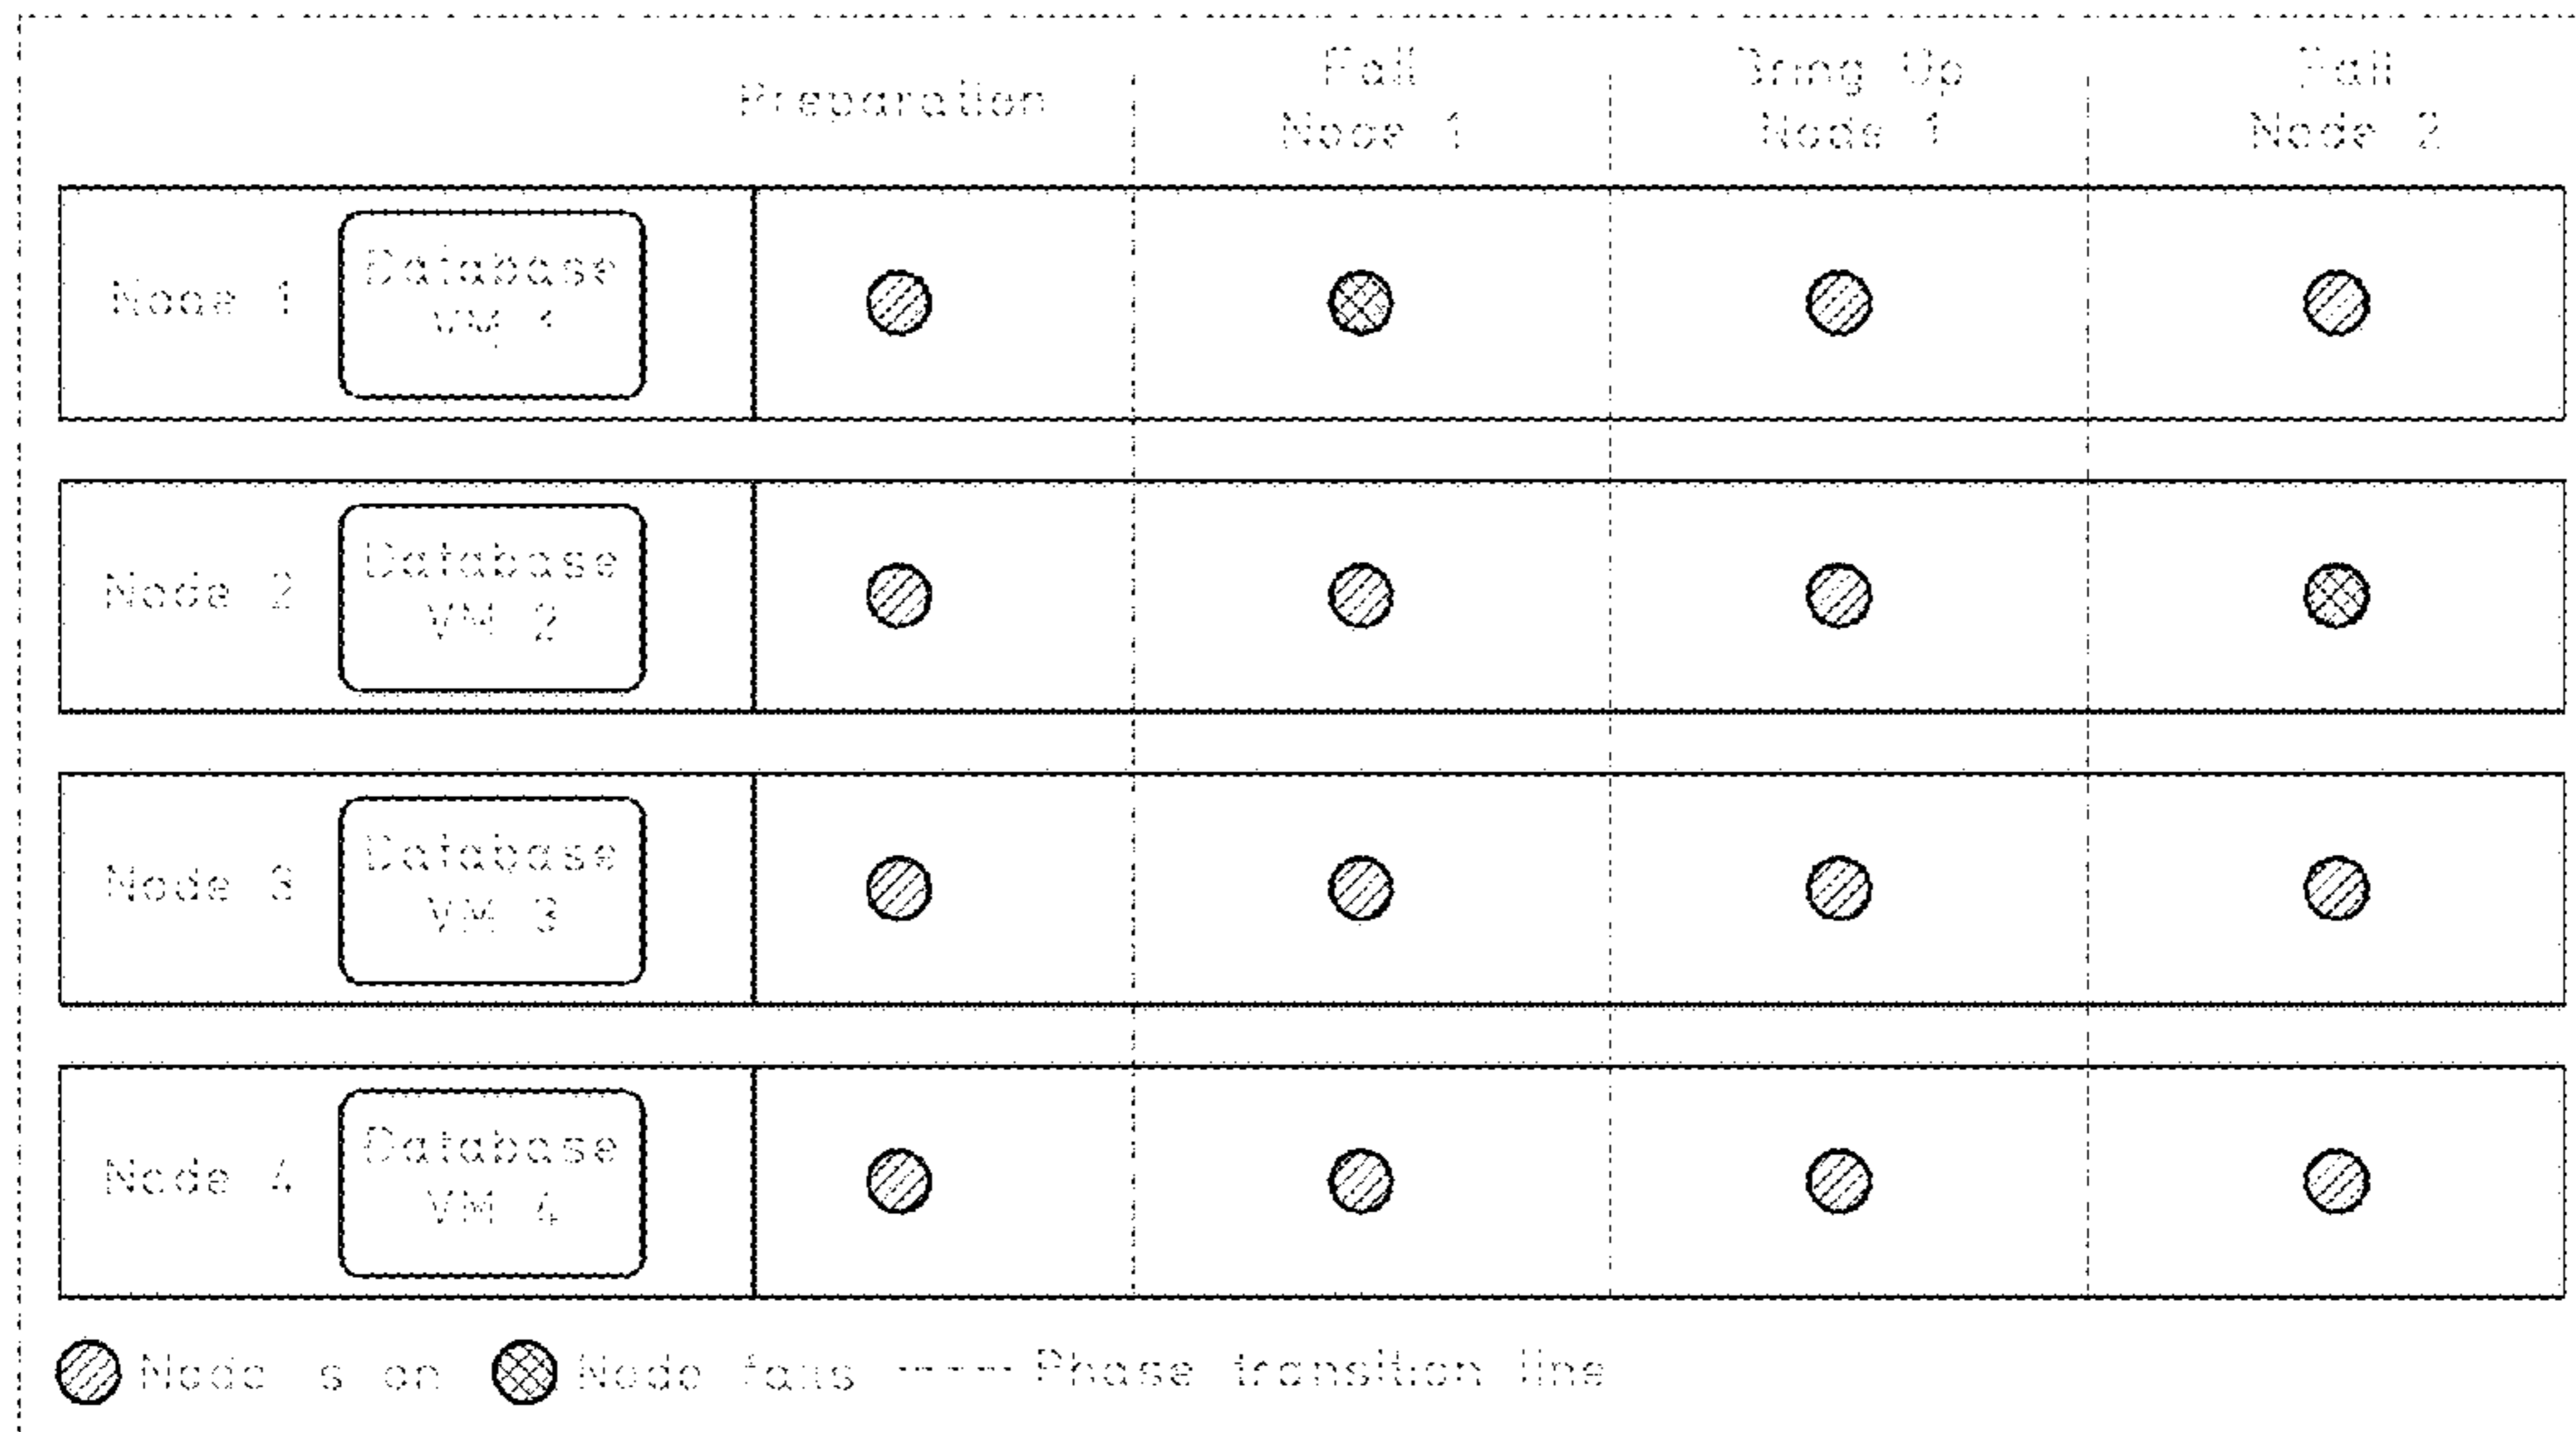 Preparation
Fail
Node 1
Bring Up
Node 1
Fail
Node 2
Node 1
Database
VM 1
Node 2
Database
VM 2
Node 3
Database
VM 3
Node 4
Database
VM 4
Node is on
Node fails
Phase transition line